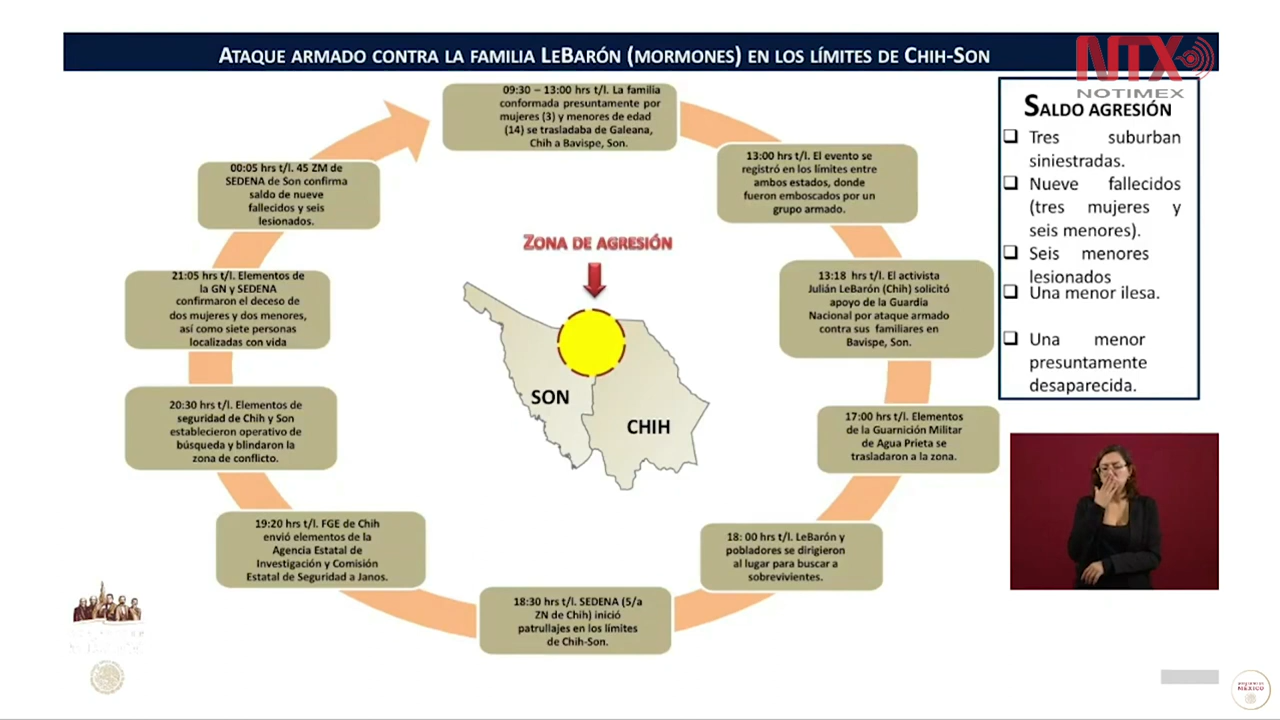 ATAQUE ARMADO CONTRA LA FAMILIA LEBARÓN (MORMONES) EN LOS LÍMITES DE CHIH-SON
NTX
NOTIMEX
09:30 – 13:00 hrs t/l. La familia
conformada presuntamente por
mujeres (3) y menores de edad
(14) se trasladaba de Galeana,
Chih a Bavispe, Son.
13:00 hrs t/l. El evento se
registró en los límites entre
ambos estados, donde
fueron emboscados por un
grupo armado.
13:18 hrs t/l. El activista
Julián LeBarón (Chih) solicitó
apoyo de la Guardia
Nacional por ataque armado
contra sus familiares en
Bavispe, Son.
17:00 hrs t/l. Elementos
de la Guarnición Militar
de Agua Prieta se
trasladaron a la zona.
18: 00 hrs t/l. LeBarón y
pobladores se dirigieron
al lugar para buscar a
sobrevivientes.
18:30 hrs t/l. SEDENA (5/a
ZN de Chih) inició
patrullajes en los límites
de Chih-Son.
19:20 hrs t/l. FGE de Chih
envió elementos de la
Agencia Estatal de
Investigación y Comisión
Estatal de Seguridad a Janos.
20:30 hrs t/l. Elementos de
seguridad de Chih y Son
establecieron operativo de
búsqueda y blindaron la
zona de conflicto.
21:05 hrs t/l. Elementos de
la GN y SEDENA
confirmaron el deceso de
dos mujeres y dos menores,
así como siete personas
localizadas con vida
00:05 hrs t/l. 45 ZM de
SEDENA de Son confirma
saldo de nueve
fallecidos y seis
lesionados.
ZONA DE AGRESIÓN
SON
CHIH
SALDO AGRESIÓN
Tres suburban
siniestradas.
Nueve fallecidos
(tres mujeres y
seis menores).
Seis menores
lesionados
Una menor ilesa.
Una menor
presuntamente
desaparecida.
MÉXICO